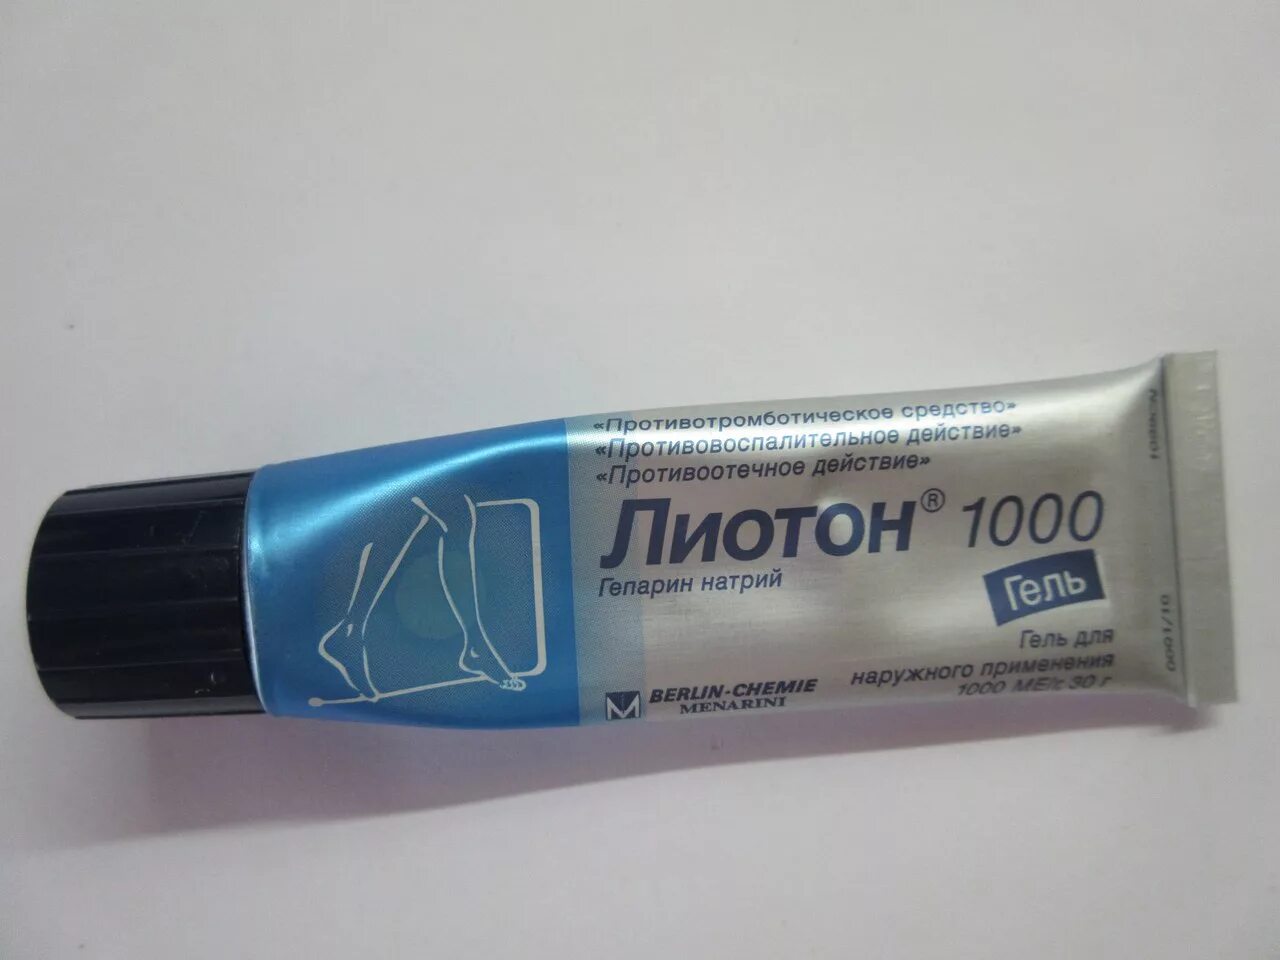 «Противотромботическое средство»
«Противовоспалительное действие»
«Противоотечное действие»
Лиотон® 1000
Гепарин натрий
Гель
Гель для
наружного применения
1000 МЕ/г 30 г
BERLIN-CHEMIE
MENARINI